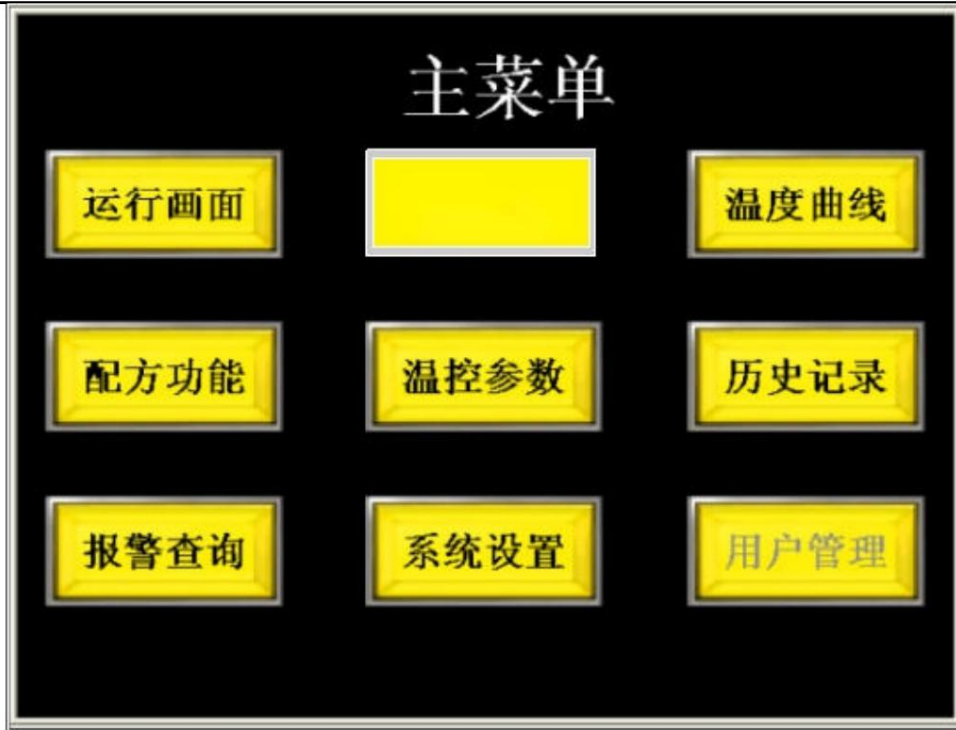 主菜单
运行画面
温度曲线
配方功能
温控参数
历史记录
报警查询
系统设置
用户管理